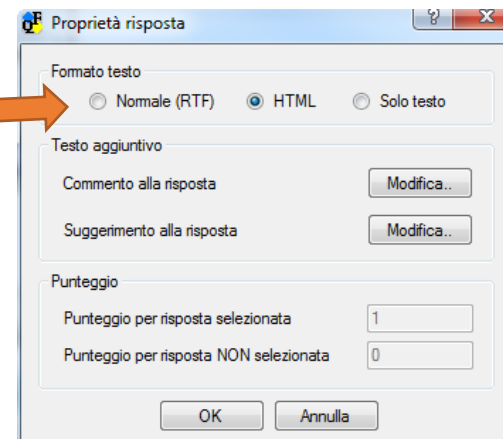 QF Proprietà risposta ? X
Formato testo
Normale (RTF) HTML Solo testo
Testo aggiuntivo
Commento alla risposta Modifica..
Suggerimento alla risposta Modifica..
Punteggio
Punteggio per risposta selezionata 1
Punteggio per risposta NON selezionata 0
OK Annulla